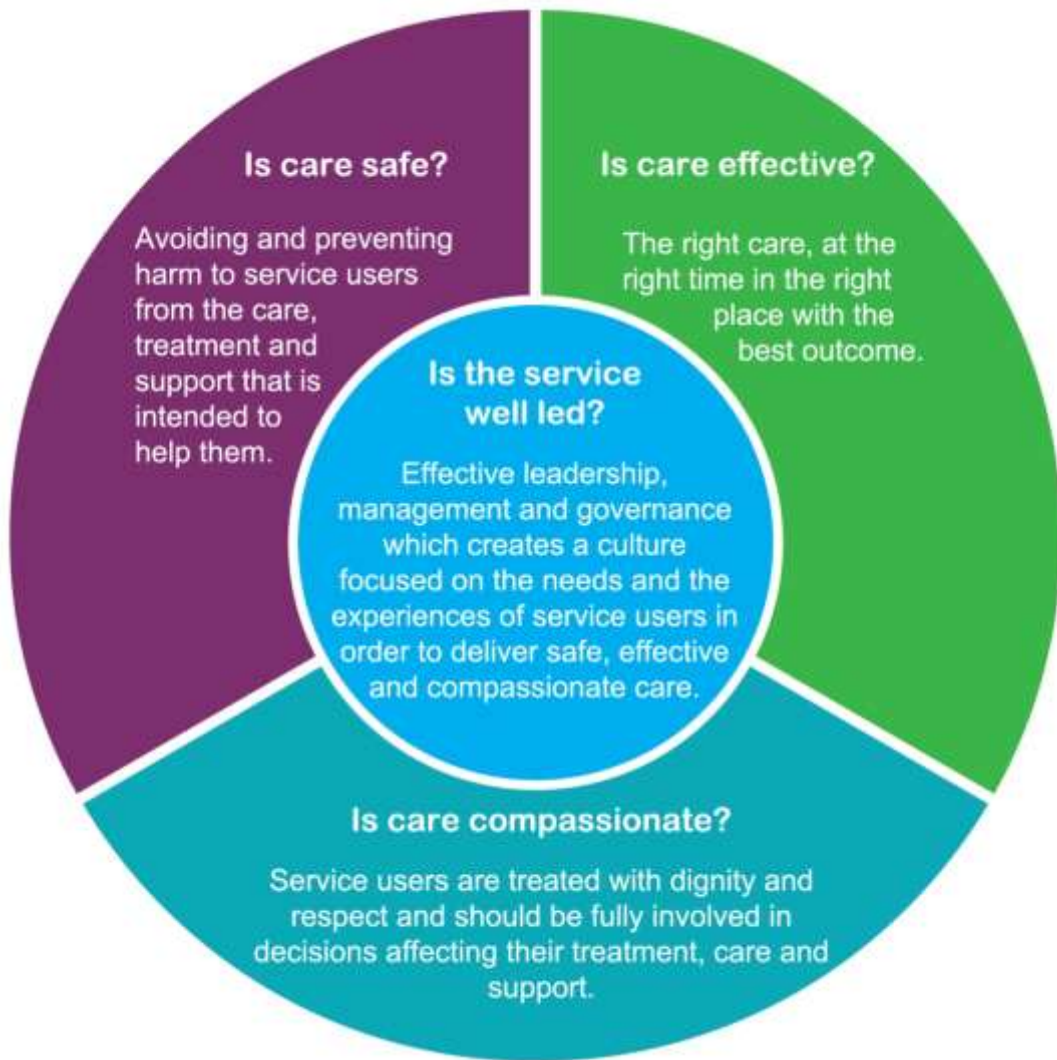 Is care safe?
Avoiding and preventing
harm to service users
from the care,
treatment and
support that is
intended to
help them.
Is care effective?
The right care, at the
right time in the right
place with the
best outcome.
Is the service
well led?
Effective leadership,
management and governance
which creates a culture
focused on the needs and the
experiences of service users in
order to deliver safe, effective
and compassionate care.
Is care compassionate?
Service users are treated with dignity and
respect and should be fully involved in
decisions affecting their treatment, care and
support.